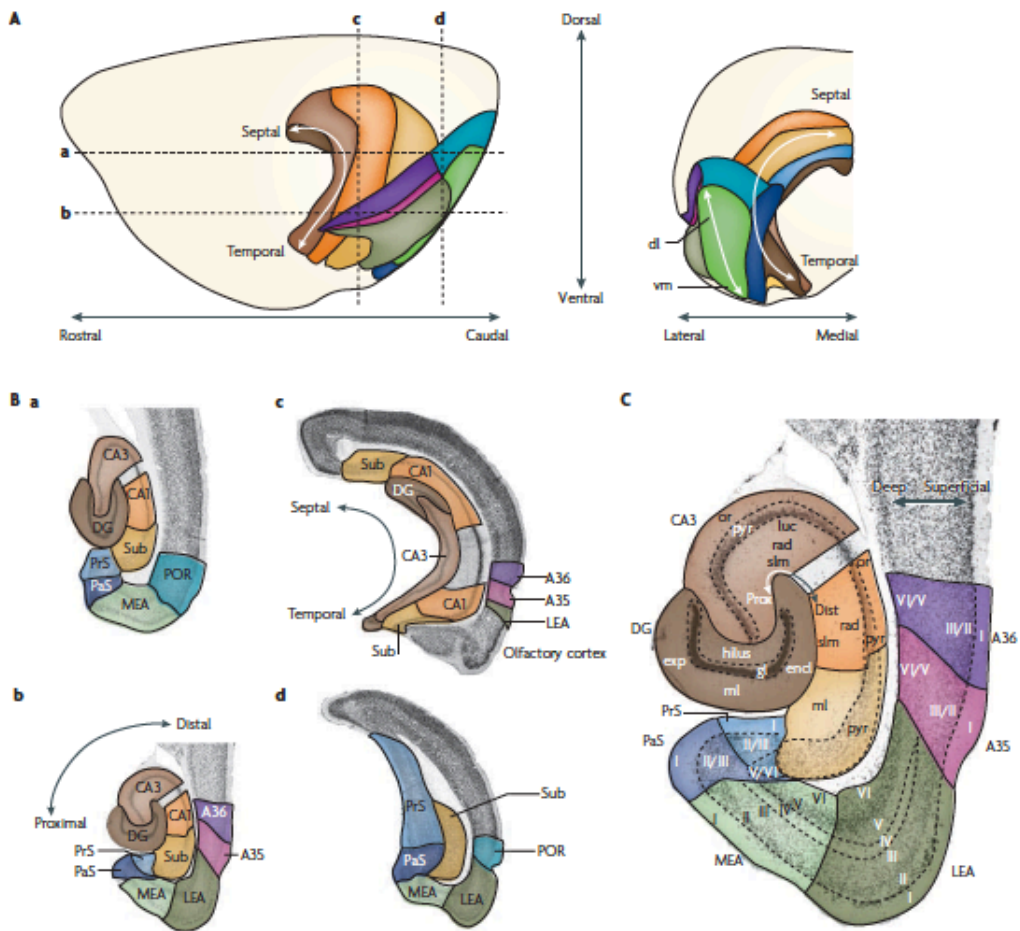 A
c
d
Dorsal
Septal
Septal
a
b
dl
Temporal
Temporal
vm
Ventral
Rostral
Caudal
Lateral
Medial
B
a
c
C
CA3
CA1
DG
Sub
PrS
PaS
POR
MEA
Sub
CA1
DG
Septal
CA3
A36
A35
Temporal
CA1
LEA
Sub
Olfactory cortex
Deep
Superficial
CA3
or
pyr
luc
rad
slm
or
Prox
Dist
rad
slm
pyr
VI/V
III/II
I
A36
DG
hilus
exp
gl
encl
ml
VI/V
III/II
I
A35
PrS
I
ml
pyr
PaS
I
II/III
II/III
V/VI
VI
V
IV
III
II
I
MEA
VI
V
IV
III
II
I
LEA
b
Distal
CA3
Proximal
CA1
DG
A36
PrS
Sub
A35
PaS
MEA
LEA
d
Sub
PrS
PaS
POR
MEA
LEA